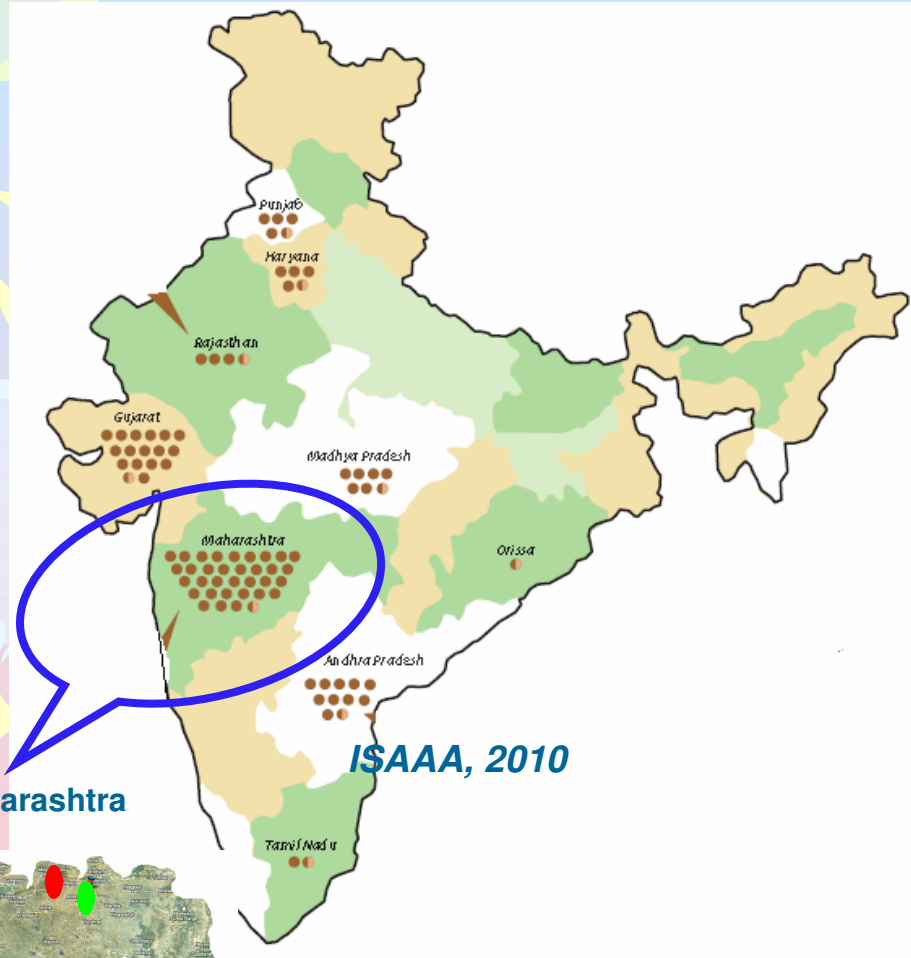 Punjab
Haryana
Rajasthan
Gujarat
Madhya Pradesh
Maharashtra
Orissa
Andhra Pradesh
ISAAA, 2010
arashtra
Tamil Nadu